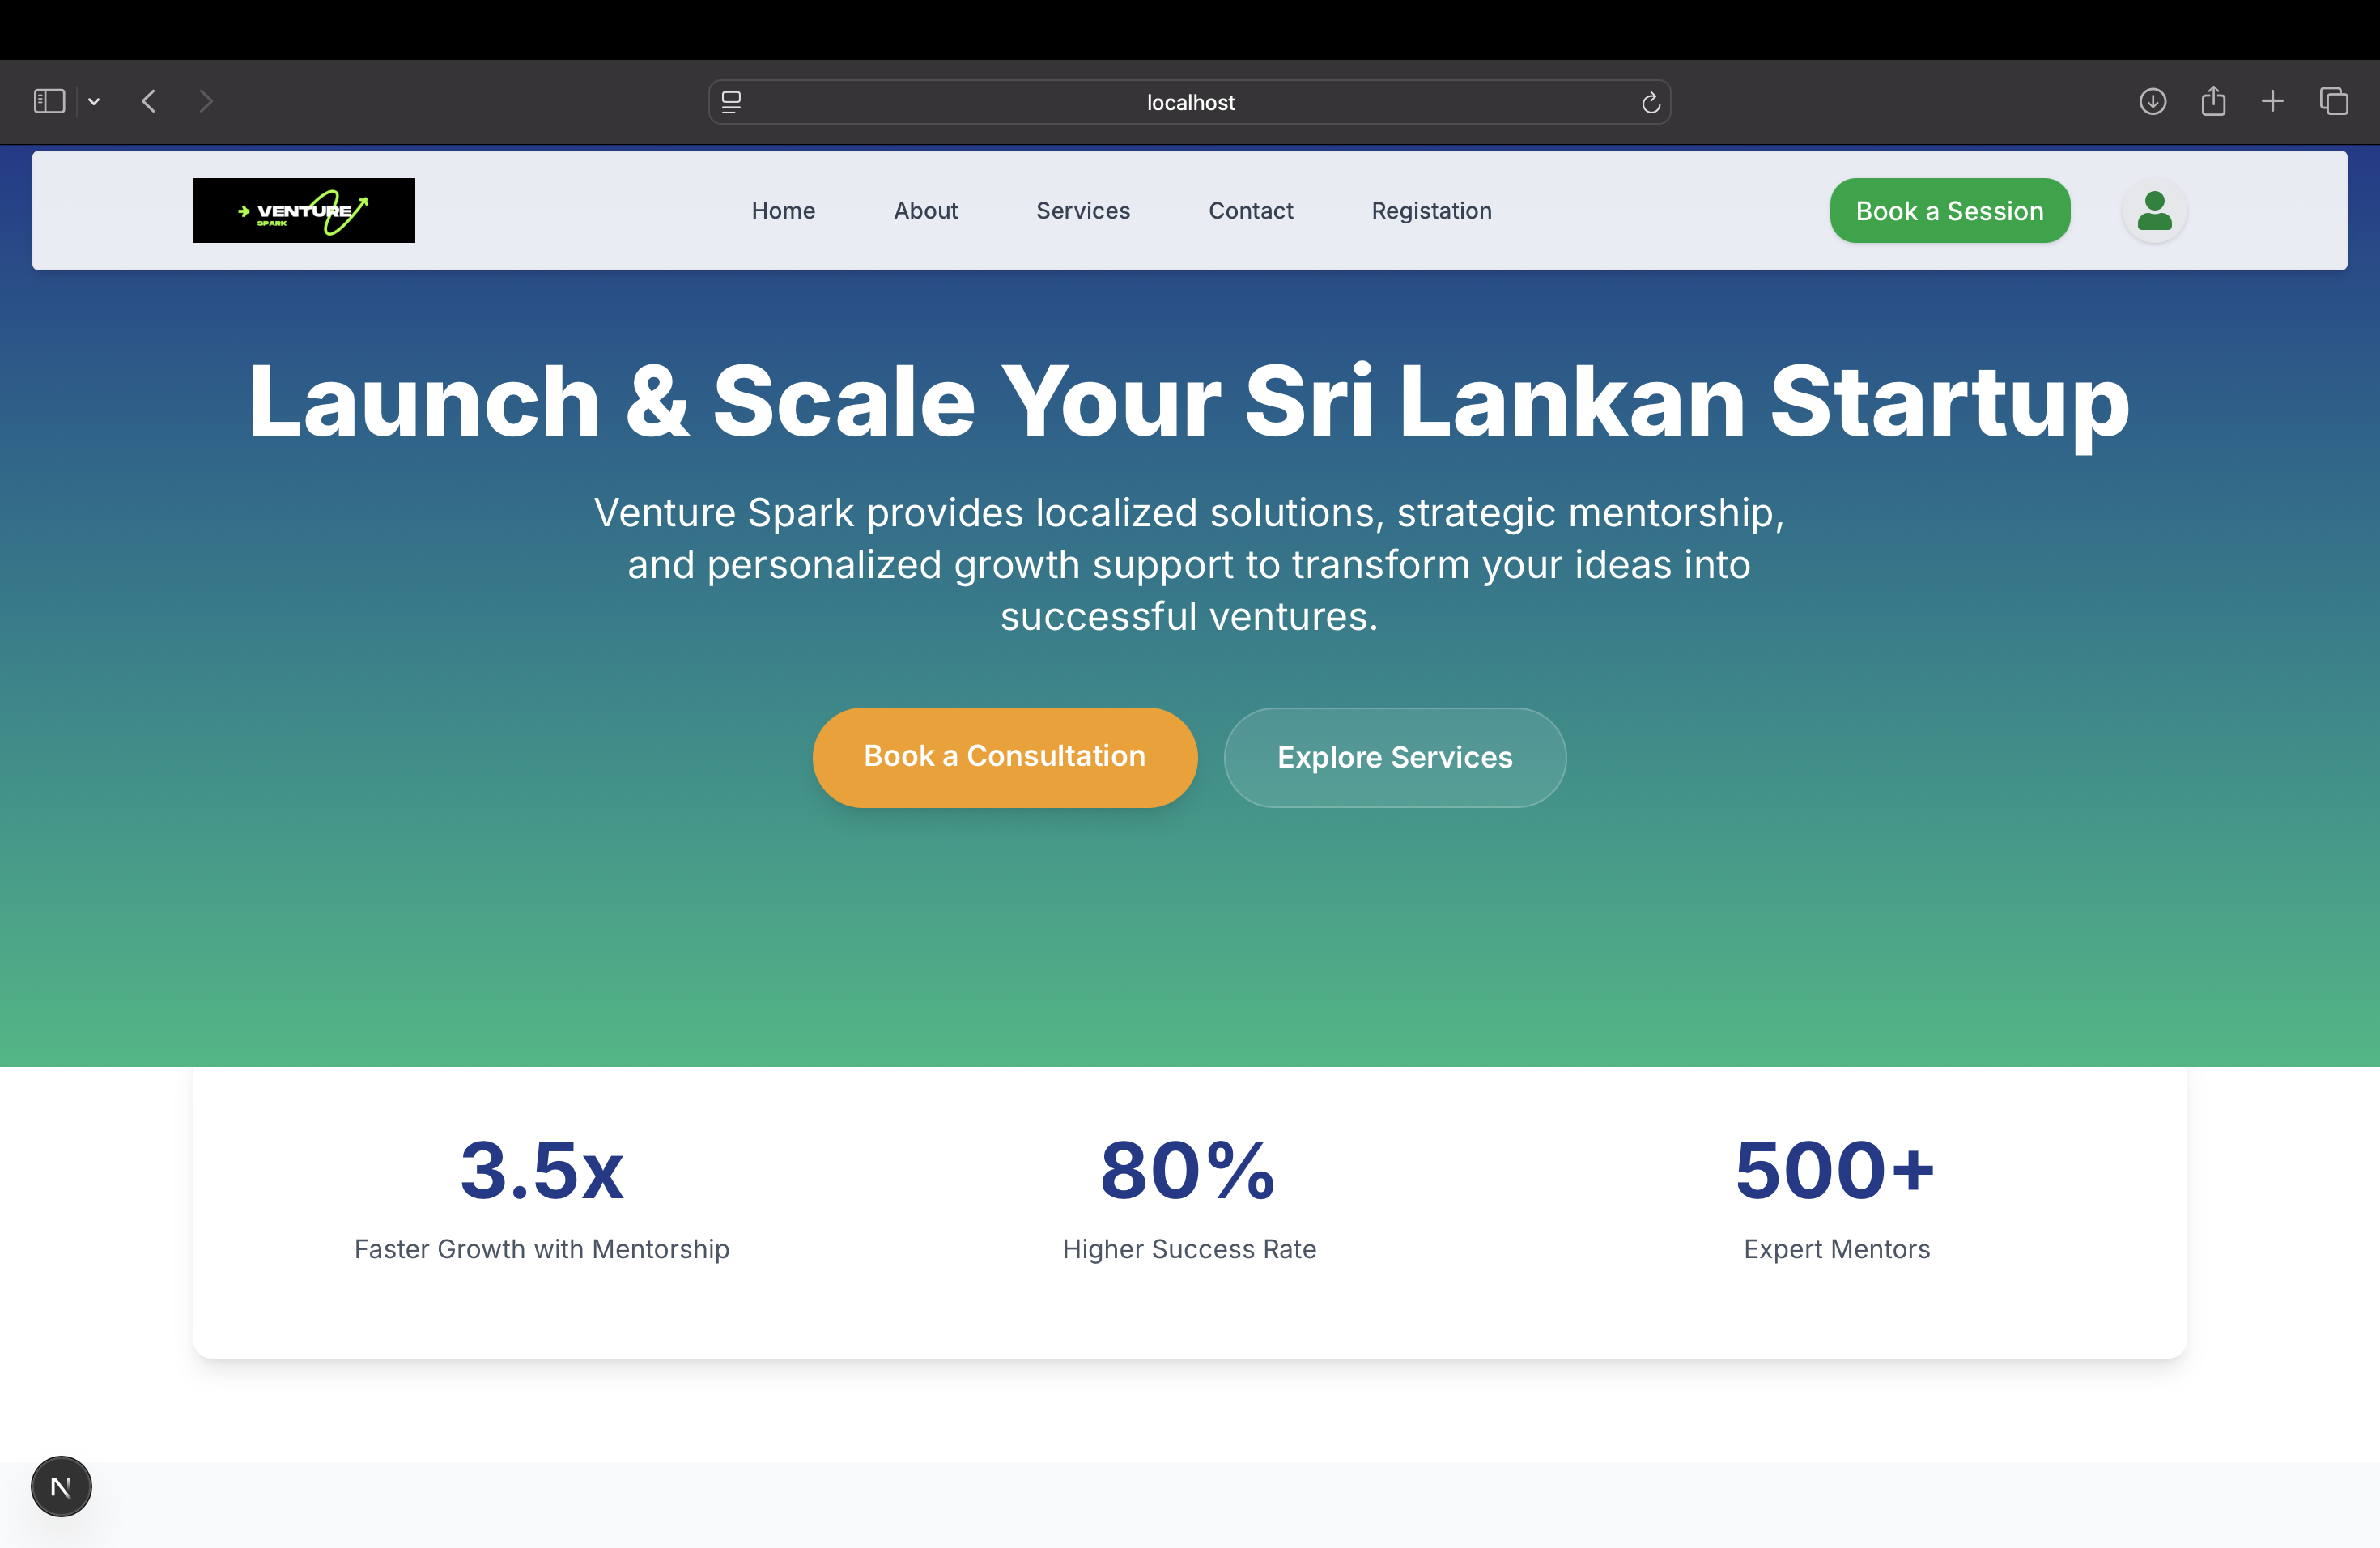 localhost
VENTURE
SPARK
Home
About
Services
Contact
Registation
Book a Session
Launch & Scale Your Sri Lankan Startup
Venture Spark provides localized solutions, strategic mentorship,
and personalized growth support to transform your ideas into
successful ventures.
Book a Consultation
Explore Services
3.5x
Faster Growth with Mentorship
80%
Higher Success Rate
500+
Expert Mentors
N